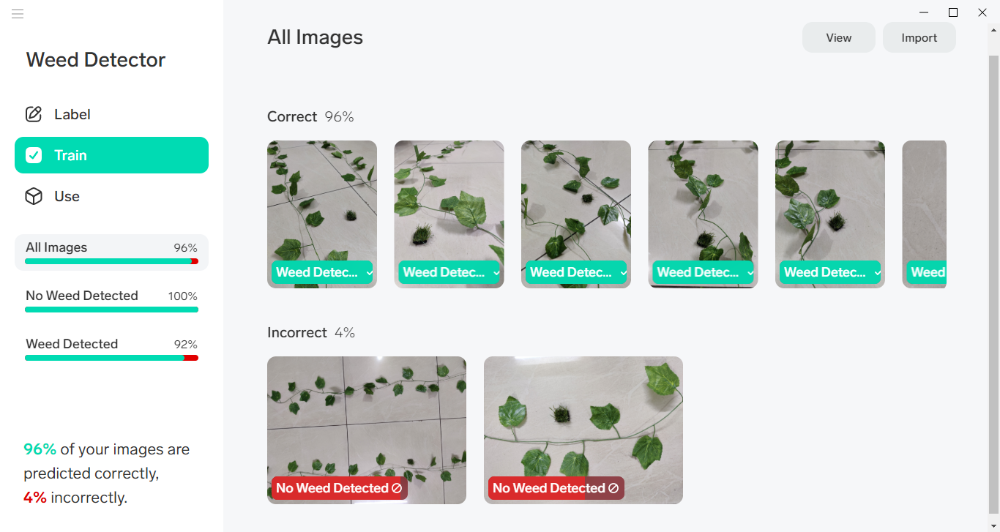 Weed Detector
Label
Train
Use
All Images 96%
No Weed Detected 100%
Weed Detected 92%
96% of your images are
predicted correctly,
4% incorrectly.
All Images
View
Import
Correct 96%
Weed Detec...
Weed Detec...
Weed Detec...
Weed Detec...
Weed Detec...
Weed
Incorrect 4%
No Weed Detected
No Weed Detected